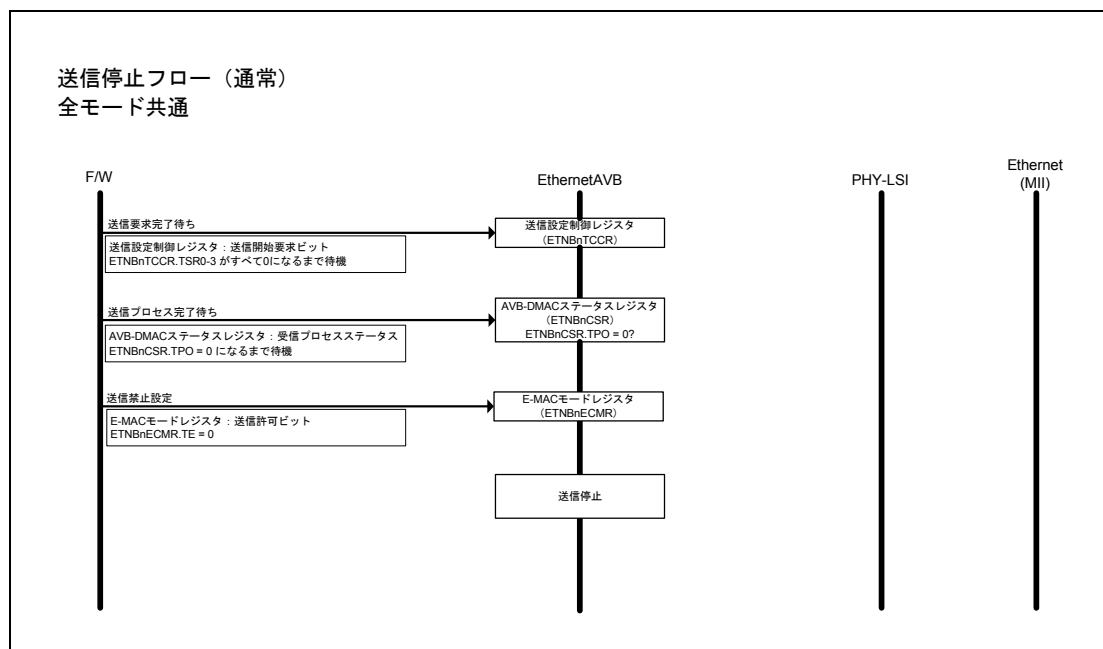 送信停止フロー（通常）
全モード共通
F/W
EthernetAVB
PHY-LSI
Ethernet
(MII)
送信要求完了待ち
送信設定制御レジスタ：送信開始要求ビット
ETNBnTCCR.TSR0-3 がすべて0になるまで待機
送信設定制御レジスタ
（ETNBnTCCR）
送信プロセス完了待ち
AVB-DMACステータスレジスタ：受信プロセスステータス
ETNBnCSR.TPO = 0 になるまで待機
AVB-DMACステータスレジスタ
（ETNBnCSR）
ETNBnCSR.TPO = 0?
送信禁止設定
E-MACモードレジスタ：送信許可ビット
ETNBnECMR.TE = 0
E-MACモードレジスタ
（ETNBnECMR）
送信停止